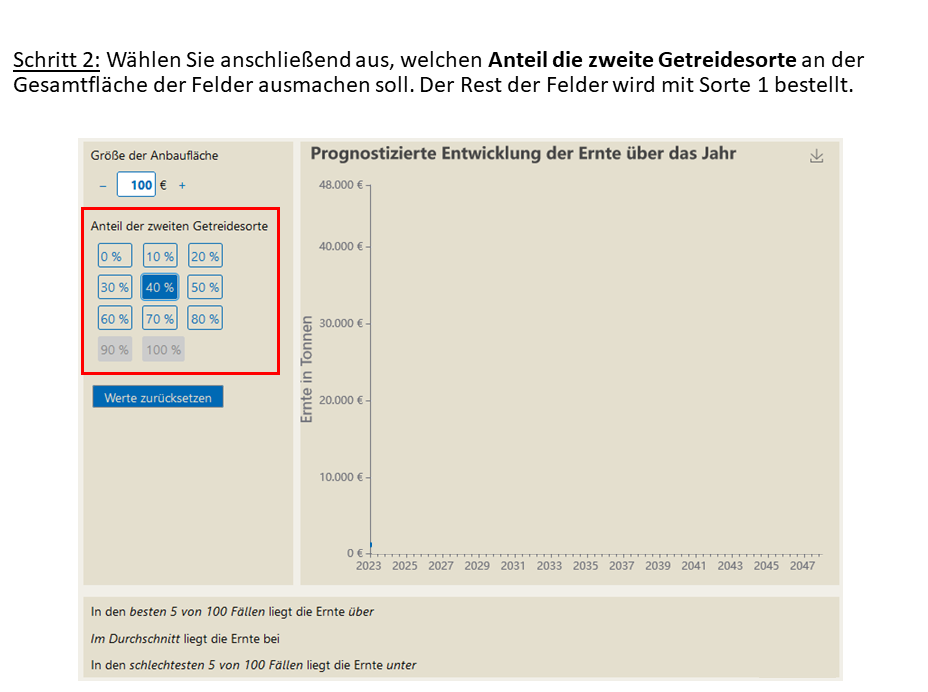 Schritt 2: Wählen Sie anschließend aus, welchen Anteil die zweite Getreidesorte an der
Gesamtfläche der Felder ausmachen soll. Der Rest der Felder wird mit Sorte 1 bestellt.
Größe der Anbaufläche
– 100 € +
Anteil der zweiten Getreidesorte
0 % 10 % 20 %
30 % 40 % 50 %
60 % 70 % 80 %
90 % 100 %
Werte zurücksetzen
Prognostizierte Entwicklung der Ernte über das Jahr
Ernte in Tonnen
48.000 €
40.000 €
30.000 €
20.000 €
10.000 €
0 €
2023 2025 2027 2029 2031 2033 2035 2037 2039 2041 2043 2045 2047
In den besten 5 von 100 Fällen liegt die Ernte über
Im Durchschnitt liegt die Ernte bei
In den schlechtesten 5 von 100 Fällen liegt die Ernte unter